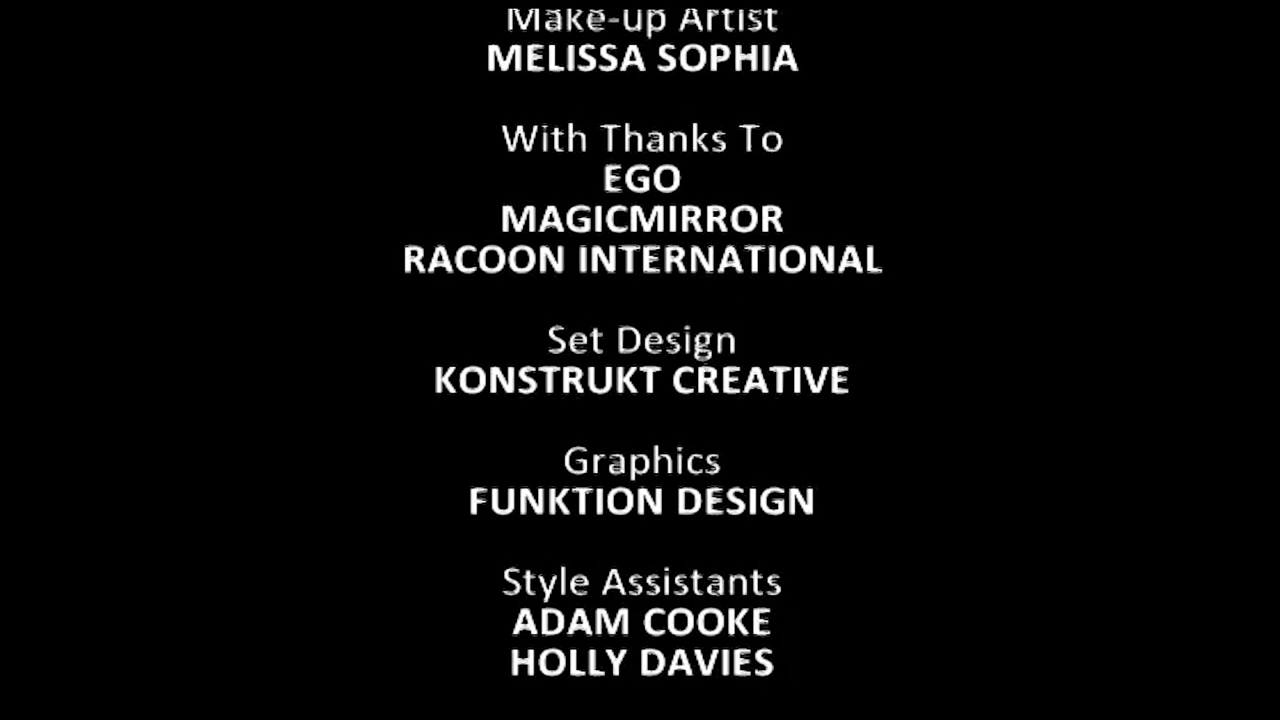 Make-up Artist
MELISSA SOPHIA
With Thanks To
EGO
MAGICMIRROR
RACOON INTERNATIONAL
Set Design
KONSTRUKT CREATIVE
Graphics
FUNKTION DESIGN
Style Assistants
ADAM COOKE
HOLLY DAVIES